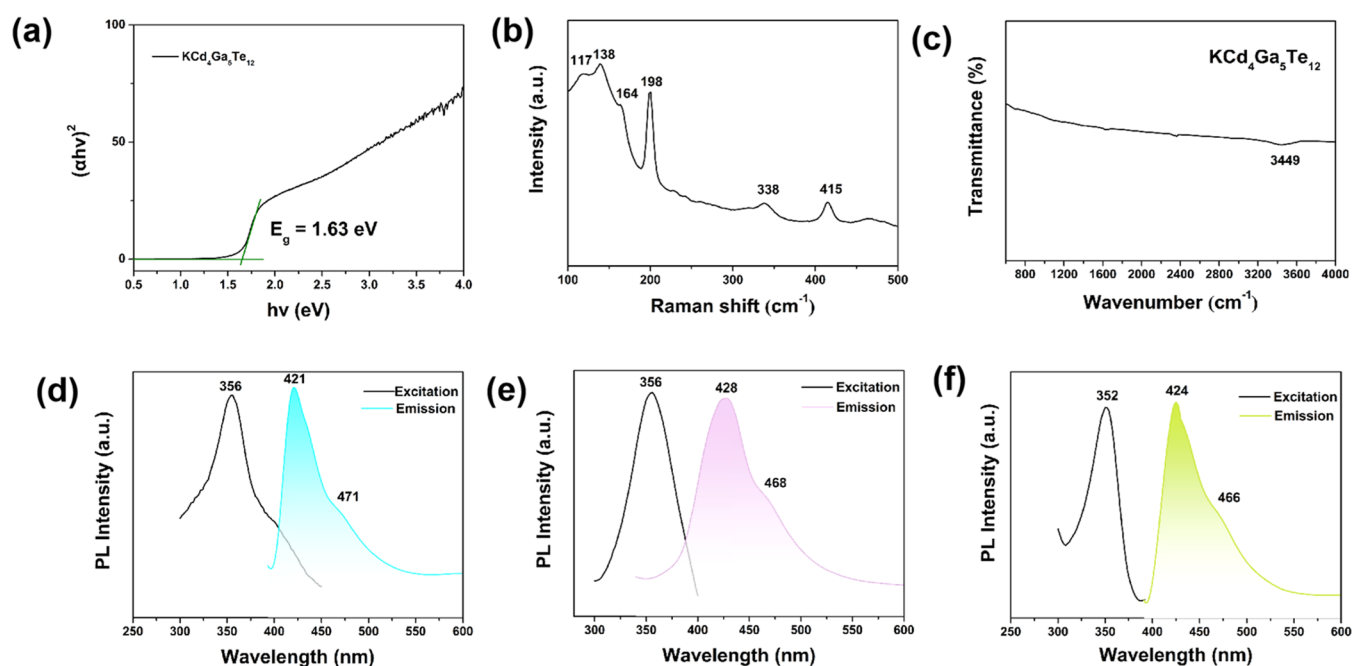 (a)
100
50
0
(αhν)²
KCd₄Ga₅Te₁₂
E_g = 1.63 eV
0.5 1.0 1.5 2.0 2.5 3.0 3.5 4.0
hν (eV)
(b)
Intensity (a.u.)
117 138
164
198
338
415
100 200 300 400 500
Raman shift (cm⁻¹)
(c)
Transmittance (%)
KCd₄Ga₅Te₁₂
3449
1200 1600 2400 2800 3440 4000
Wavenumber (cm⁻¹)
(d)
PL Intensity (a.u.)
356
421
471
Excitation
Emission
250 300 350 400 450 500 550 600
Wavelength (nm)
(e)
PL Intensity (a.u.)
356
428
468
Excitation
Emission
300 350 400 450 500 550 600
Wavelength (nm)
(f)
PL Intensity (a.u.)
352
424
466
Excitation
Emission
250 300 350 400 450 500 550 600
Wavelength (nm)